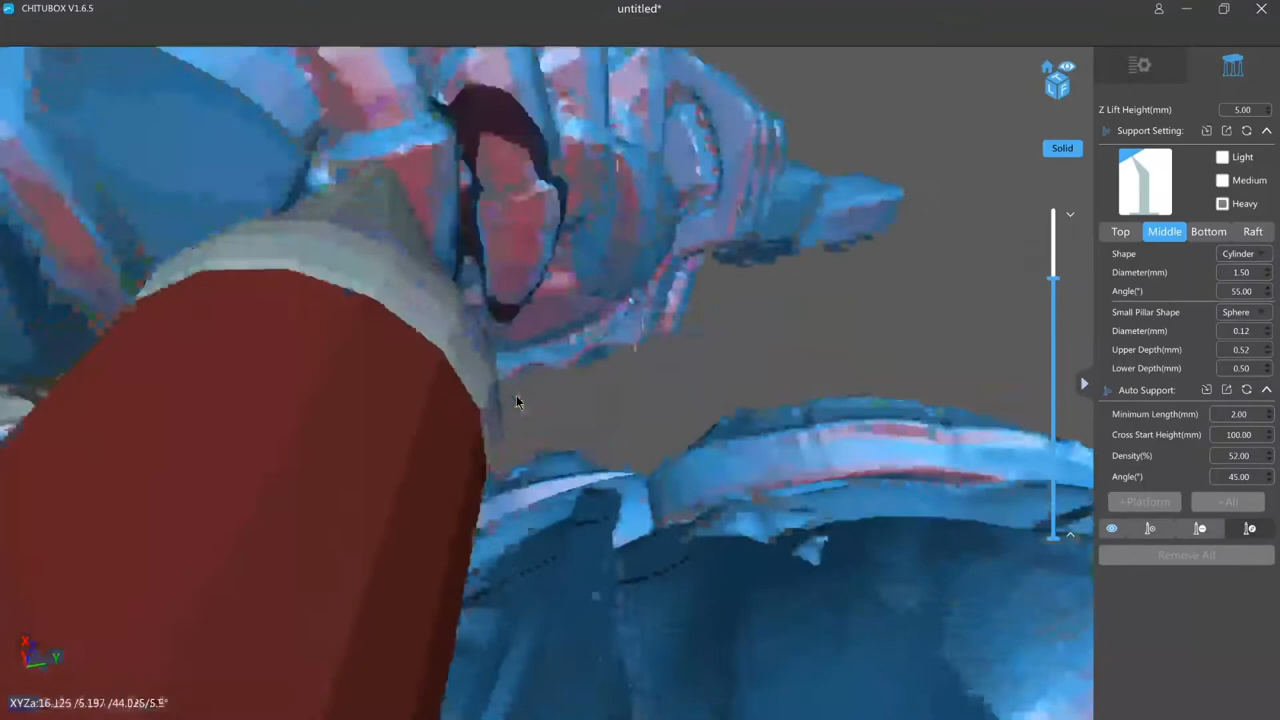 CHITUBOX V1.6.5
untitled*
Z Lift Height(mm) 5.00
Support Setting:
Light
Medium
Heavy
Top Middle Bottom Raft
Shape Cylinder
Diameter(mm) 1.50
Angle(°) 55.00
Small Pillar Shape Sphere
Diameter(mm) 0.12
Upper Depth(mm) 0.52
Lower Depth(mm) 0.50
Auto Support:
Minimum Length(mm) 2.00
Cross Start Height(mm) 100.00
Density(%) 52.00
Angle(°) 45.00
+Platform +All
Remove All
Solid
T
L F
X
Y